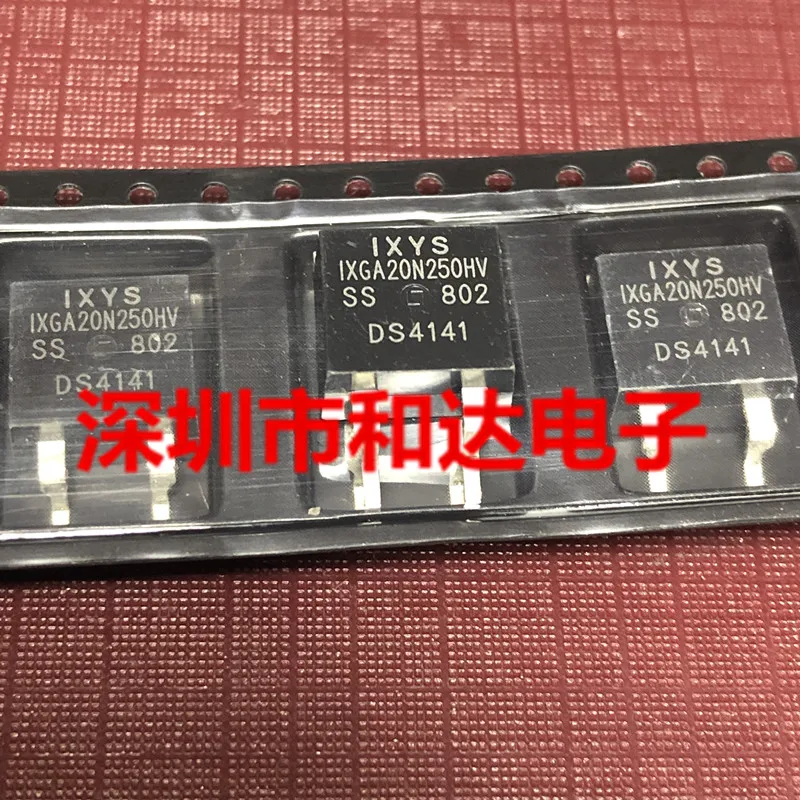 IXYS
IXGA20N250HV
SS 802
DS4141
IXYS
IXGA20N250HV
SS 802
DS4141
IXYS
IXGA20N250HV
SS 802
DS4141
深圳市和达电子